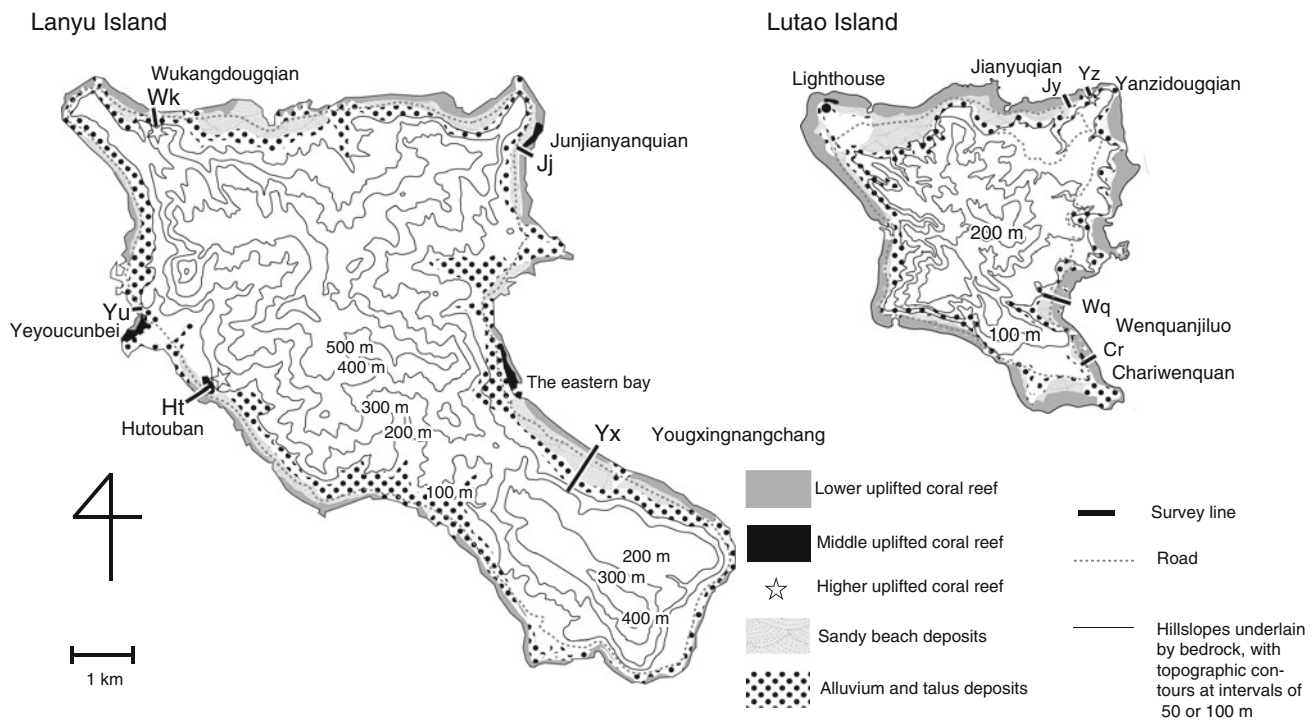 Lanyu Island
Lutao Island
Wukangdougqian
Wk
Junjianyanquian
Jj
Yu
Yeyoucunbei
Ht
Hutouban
500 m
400 m
300 m
200 m
100 m
The eastern bay
Yx
Yougxingnangchang
200 m
300 m
400 m
1 km
Lighthouse
Jianyuqian
Jy
Yz
Yanzidougqian
200 m
100 m
Wq
Wenquanjiluo
Cr
Chariwenquan
Lower uplifted coral reef
Middle uplifted coral reef
Higher uplifted coral reef
Sandy beach deposits
Alluvium and talus deposits
Survey line
Road
Hillslopes underlain
by bedrock, with
topographic con-
tours at intervals of
50 or 100 m